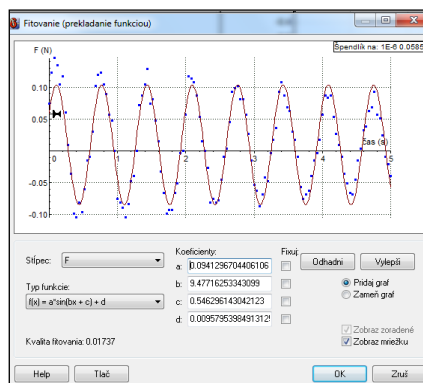 Fitovanie (prekladanie funkciou)
F (N)
Špendlík na: 1E-6 0.0585
0.10
0.05
-0.05
-0.10
čas (s)
0 1 2 3 4 5
Stĺpec: F
Typ funkcie:
f(x) = a*sin(bx + c) + d
Kvalita fitovania: 0.01737
Koeficienty:
Fixuj:
a: 0.0941296704406106
b: 9.47716253343099
c: 0.546296143042123
d: 0.0095795398491312
Odhadni
Vylepši
Pridaj graf
Zameň graf
Zobraz zoradené
Zobraz mriežku
Help
Tlač
OK
Zruš